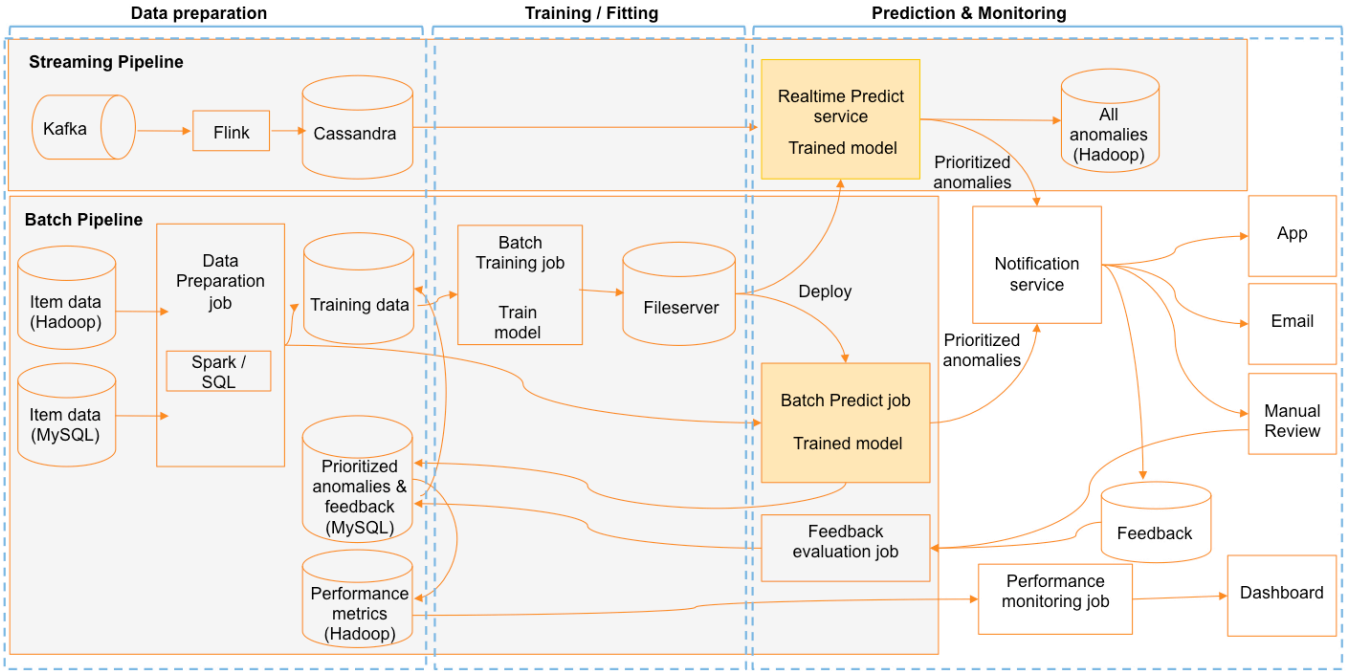 Data preparation
Training / Fitting
Prediction & Monitoring
Streaming Pipeline
Kafka
Flink
Cassandra
Realtime Predict
service
Trained model
All
anomalies
(Hadoop)
Prioritized
anomalies
Batch Pipeline
Item data
(Hadoop)
Item data
(MySQL)
Data
Preparation
job
Spark /
SQL
Training data
Batch
Training job
Train
model
Fileserver
Deploy
Notification
service
Prioritized
anomalies
App
Email
Manual
Review
Batch Predict job
Trained model
Prioritized
anomalies &
feedback
(MySQL)
Feedback
evaluation job
Feedback
Performance
metrics
(Hadoop)
Performance
monitoring job
Dashboard